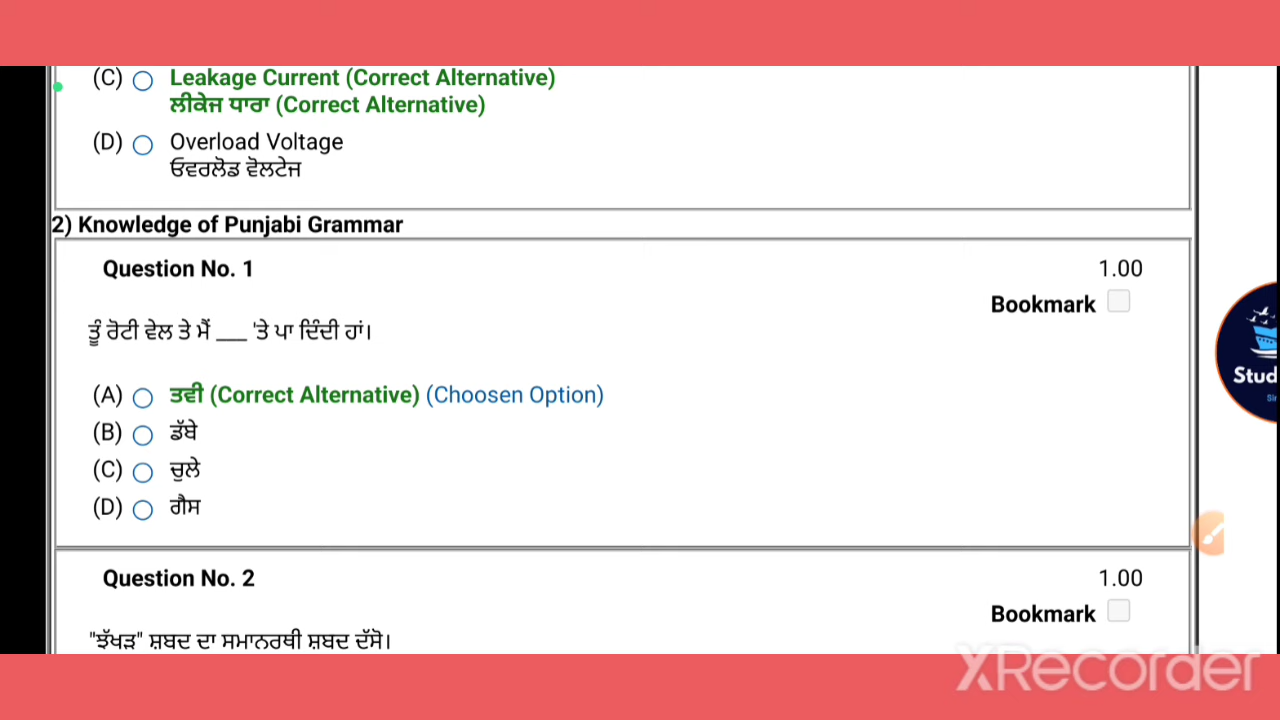 (C) Leakage Current (Correct Alternative)
ਲੀਕੇਜ ਧਾਰਾ (Correct Alternative)
(D) Overload Voltage
ਓਵਰਲੋਡ ਵੋਲਟੇਜ
2) Knowledge of Punjabi Grammar
Question No. 1 1.00
Bookmark
ਤੂੰ ਰੋਟੀ ਵੇਲ ਤੇ ਮੈਂ ___ 'ਤੇ ਪਾ ਦਿੰਦੀ ਹਾਂ।
(A) ਤਵੀ (Correct Alternative) (Choosen Option)
(B) ਡੱਬੇ
(C) ਚੁਲੇ
(D) ਗੈਸ
Stud
Question No. 2 1.00
Bookmark
"ਝੱਖੜ" ਸ਼ਬਦ ਦਾ ਸਮਾਨਰਥੀ ਸ਼ਬਦ ਦੱਸੋ।
XRecorder